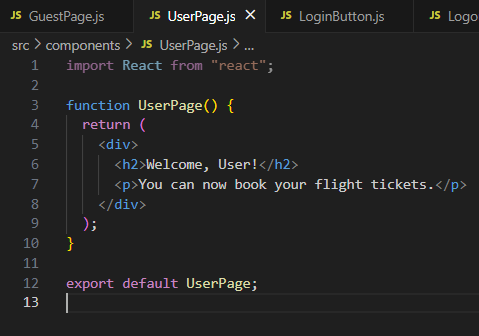 JS GuestPage.js JS UserPage.js × JS LoginButton.js JS Logo
src > components > JS UserPage.js > ...
1 import React from "react";
2
3 function UserPage() {
4   return (
5     <div>
6       <h2>Welcome, User!</h2>
7       <p>You can now book your flight tickets.</p>
8     </div>
9   );
10 }
11
12 export default UserPage;
13